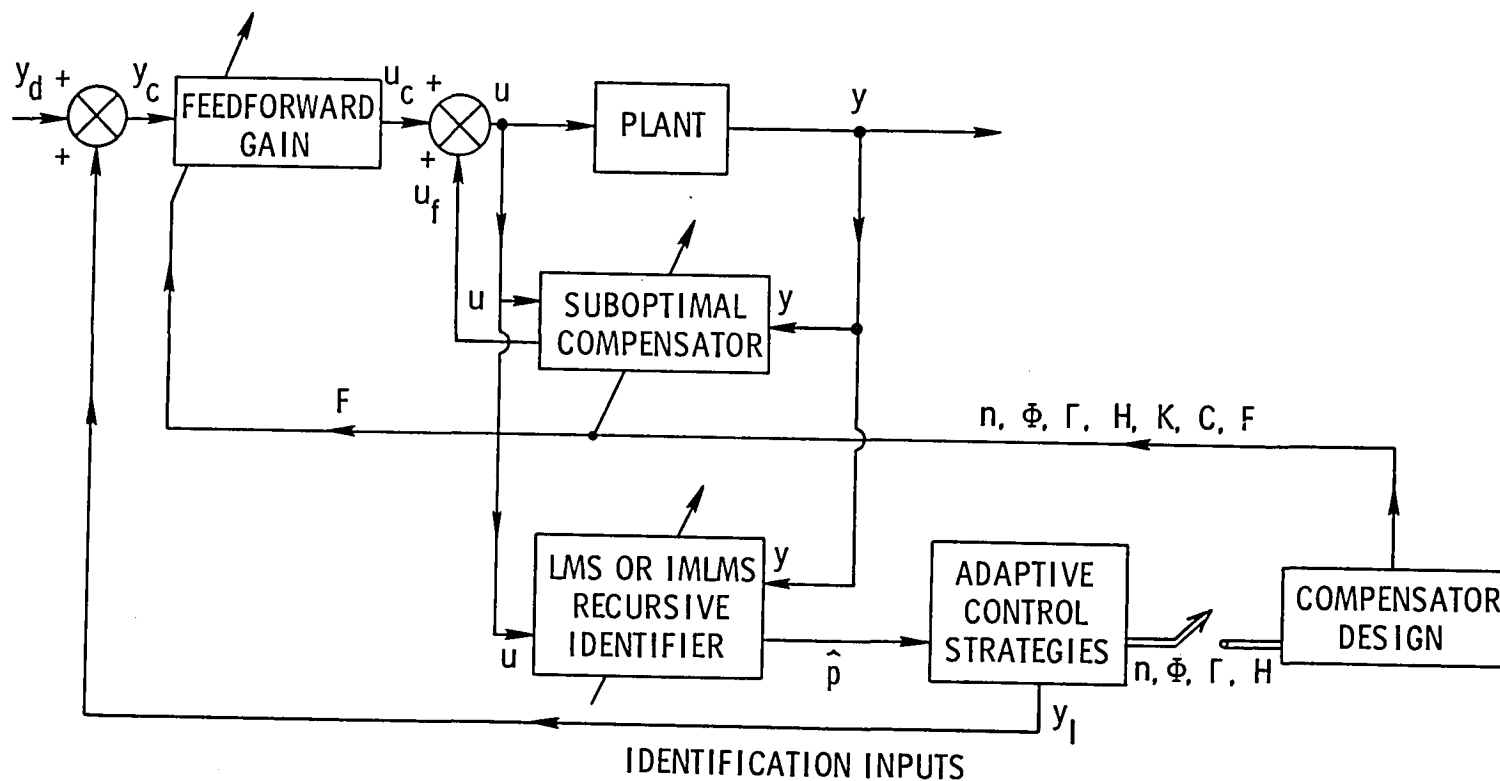 y_d +
+
y_c
FEEDFORWARD
GAIN
u_c +
+
u_f
u
PLANT
y
u
SUBOPTIMAL
COMPENSATOR
y
F
n, Φ, Γ, H, K, C, F
LMS OR IMLMS
RECURSIVE
IDENTIFIER
y
u
p̂
ADAPTIVE
CONTROL
STRATEGIES
n, Φ, Γ, H
COMPENSATOR
DESIGN
y_I
IDENTIFICATION INPUTS